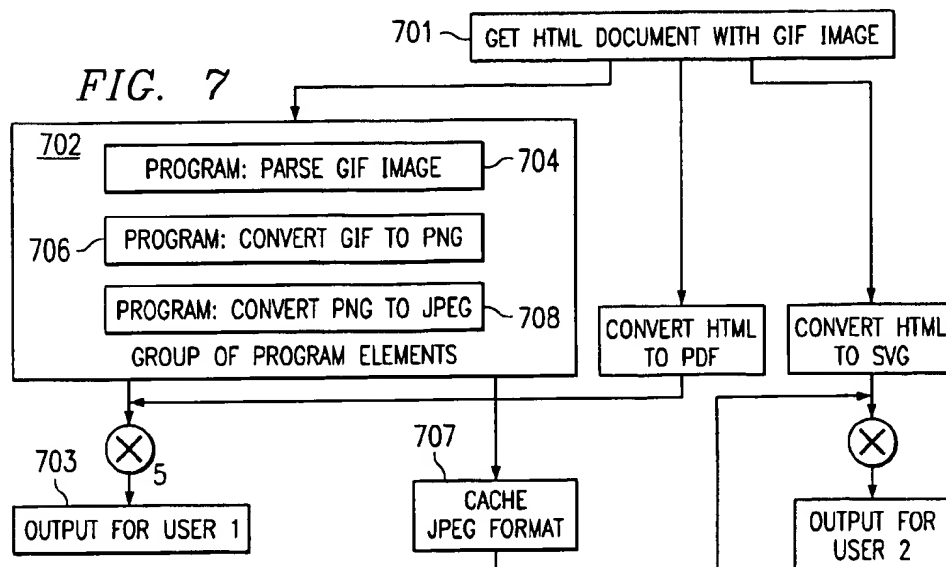 701
GET HTML DOCUMENT WITH GIF IMAGE
FIG. 7
702
PROGRAM: PARSE GIF IMAGE
704
706
PROGRAM: CONVERT GIF TO PNG
PROGRAM: CONVERT PNG TO JPEG
708
GROUP OF PROGRAM ELEMENTS
CONVERT HTML
TO PDF
CONVERT HTML
TO SVG
703
5
707
OUTPUT FOR USER 1
CACHE
JPEG FORMAT
OUTPUT FOR
USER 2